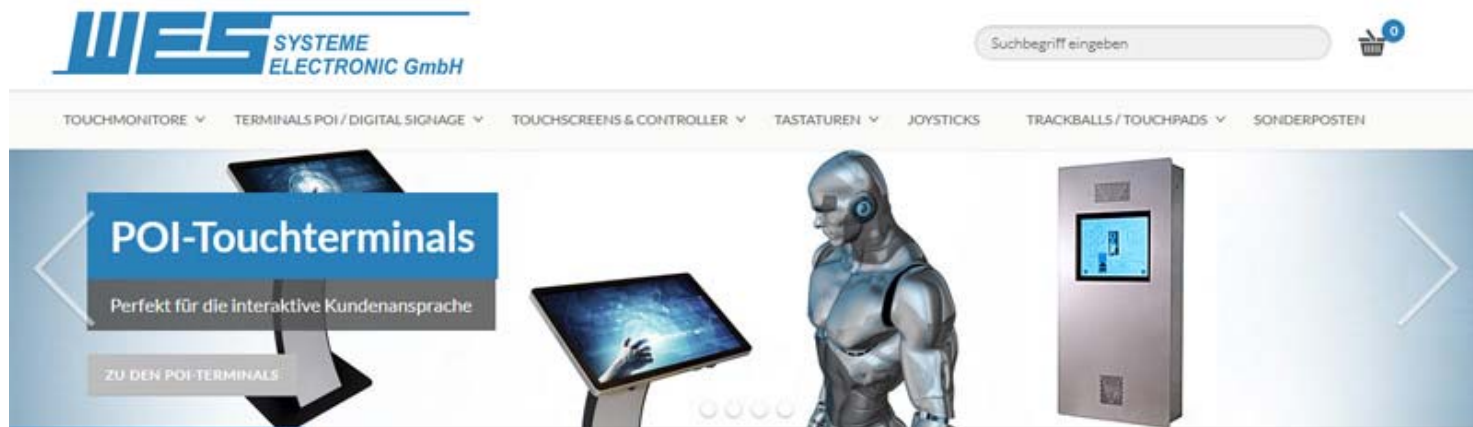 WES SYSTEME
ELECTRONIC GmbH
Suchbegriff eingeben
0
TOUCHMONITORE TERMINALS POI / DIGITAL SIGNAGE TOUCHSCREENS & CONTROLLER TASTATUREN JOYSTICKS TRACKBALLS / TOUCHPADS SONDERPOSTEN
POI-Touchterminals
Perfekt für die interaktive Kundenansprache
ZU DEN POI-TERMINALS